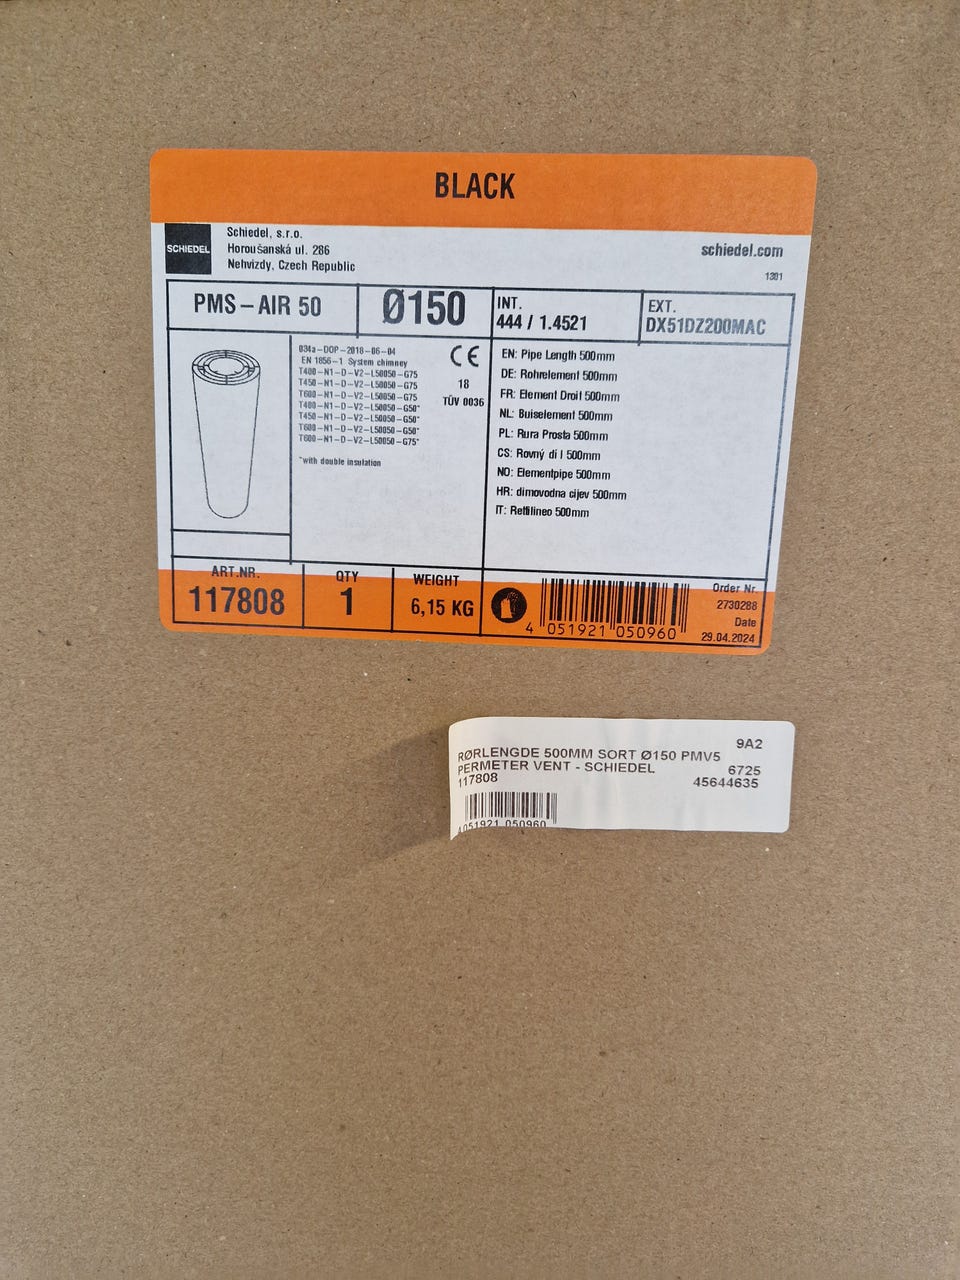 BLACK
SCHIEDEL
Schiedel, s.r.o.
Horoušanská ul. 286
Nehvizdy, Czech Republic
schiedel.com
1301
PMS – AIR 50
Ø150
INT.
444 / 1.4521
EXT.
DX51DZ200MAC
034a–DOP–2018–06–04
EN 1856–1 System chimney
T400–N1–D–V2–L50050–G75
T450–N1–D–V2–L50050–G75
T600–N1–D–V2–L50050–G75
T400–N1–D–V2–L50050–G50*
T450–N1–D–V2–L50050–G50*
T600–N1–D–V2–L50050–G50*
T600–N1–D–V2–L50050–G75*
*with double insulation
CE
18
TÜV 0036
EN: Pipe Length 500mm
DE: Rohrelement 500mm
FR: Element Droit 500mm
NL: Buiselement 500mm
PL: Rura Prosta 500mm
CS: Rovný dí l 500mm
NO: Elementpipe 500mm
HR: dimovodna cijev 500mm
IT: Rettilineo 500mm
ART.NR.
117808
QTY
1
WEIGHT
6,15 KG
4 051921 050960
Order Nr.
2730288
Date
29.04.2024
9A2
RØRLENGDE 500MM SORT Ø150 PMV5
PERMETER VENT - SCHIEDEL 6725
117808 45644635
4051921 050960